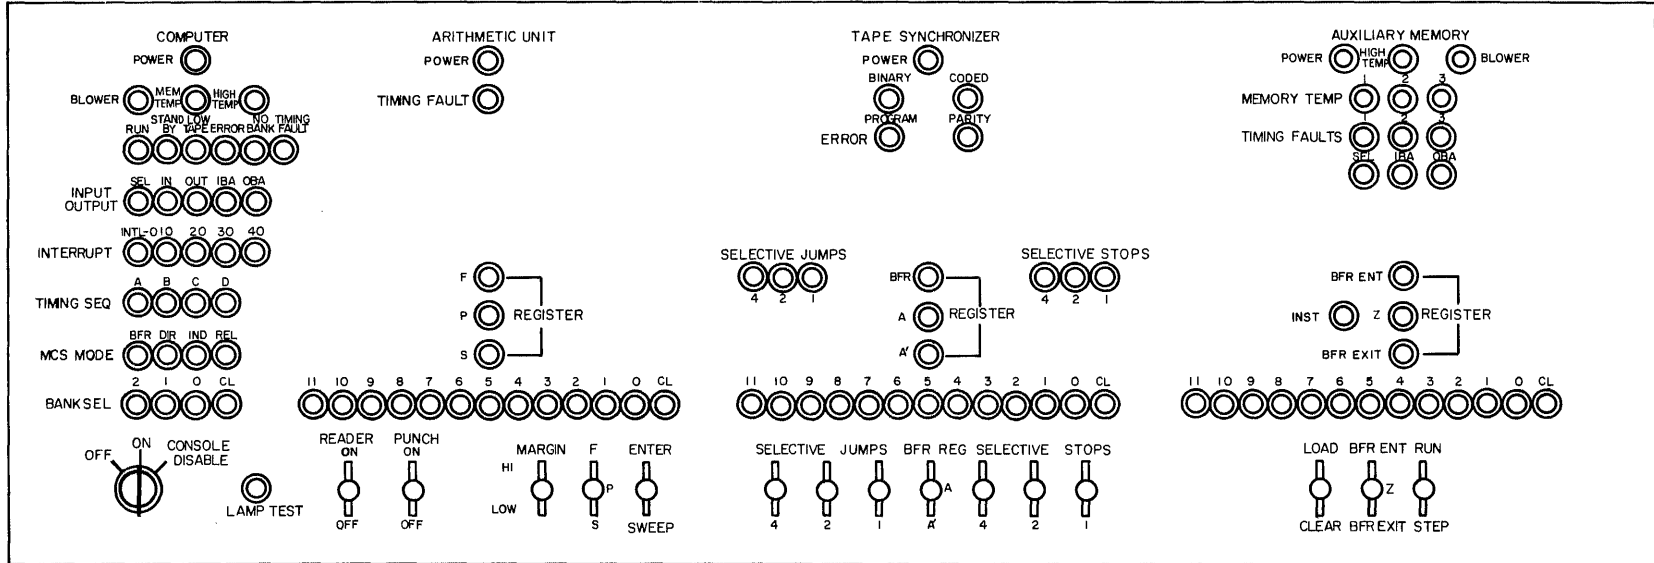 COMPUTER
POWER
BLOWER MEM TEMP HIGH TEMP
RUN STAND BY LOW TAPE ERROR NO BANK TIMING FAULT
SEL IN OUT IBA OBA
INPUT
OUTPUT
INTL-0 10 20 30 40
INTERRUPT
A B C D
TIMING SEQ
BFR DIR IND REL
MCS MODE
2 1 0 CL
BANK SEL
OFF ON CONSOLE
DISABLE
LAMP TEST
ARITHMETIC UNIT
POWER
TIMING FAULT
F
P REGISTER
S
11 10 9 8 7 6 5 4 3 2 1 0 CL
READER PUNCH
ON ON
OFF OFF
MARGIN F ENTER
HI
P
LOW
S SWEEP
TAPE SYNCHRONIZER
POWER
BINARY CODED
PROGRAM PARITY
ERROR
SELECTIVE JUMPS
4 2 1
SELECTIVE STOPS
4 2 1
BFR
A REGISTER
A'
11 10 9 8 7 6 5 4 3 2 1 0 CL
SELECTIVE JUMPS BFR REG SELECTIVE STOPS
A
4 2 1 A' 4 2 1
AUXILIARY MEMORY
POWER HIGH TEMP BLOWER
1 2 3
MEMORY TEMP
1 2 3
TIMING FAULTS
SEL IBA OBA
BFR ENT
INST Z REGISTER
BFR EXIT
11 10 9 8 7 6 5 4 3 2 1 0 CL
LOAD BFR ENT RUN
Z
CLEAR BFR EXIT STEP